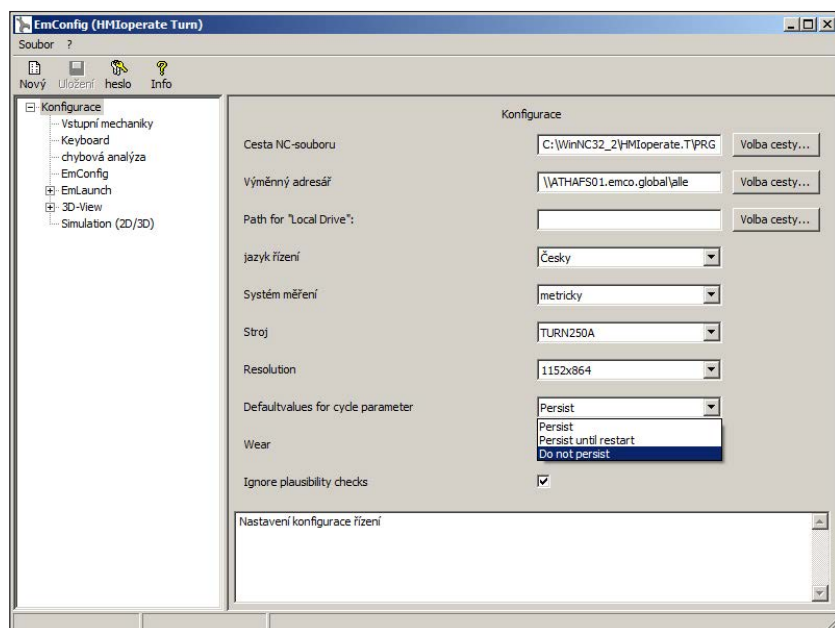 EmConfig (HMIoperate Turn)
Soubor ?
Nový Uložení heslo Info
Konfigurace
Vstupní mechaniky
Keyboard
chybová analýza
EmConfig
EmLaunch
3D-View
Simulation (2D/3D)
Konfigurace
Cesta NC-souboru C:\WinNC32_2\HMIoperate.T\PRG Volba cesty...
Výměnný adresář \\ATHAFS01.emco.global\alle Volba cesty...
Path for "Local Drive": Volba cesty...
jazyk řízení Česky
Systém měření metricky
Stroj TURN250A
Resolution 1152x864
Defaultvalues for cycle parameter Persist
Persist
Persist until restart
Do not persist
Wear
Ignore plausibility checks
Nastavení konfigurace řízení